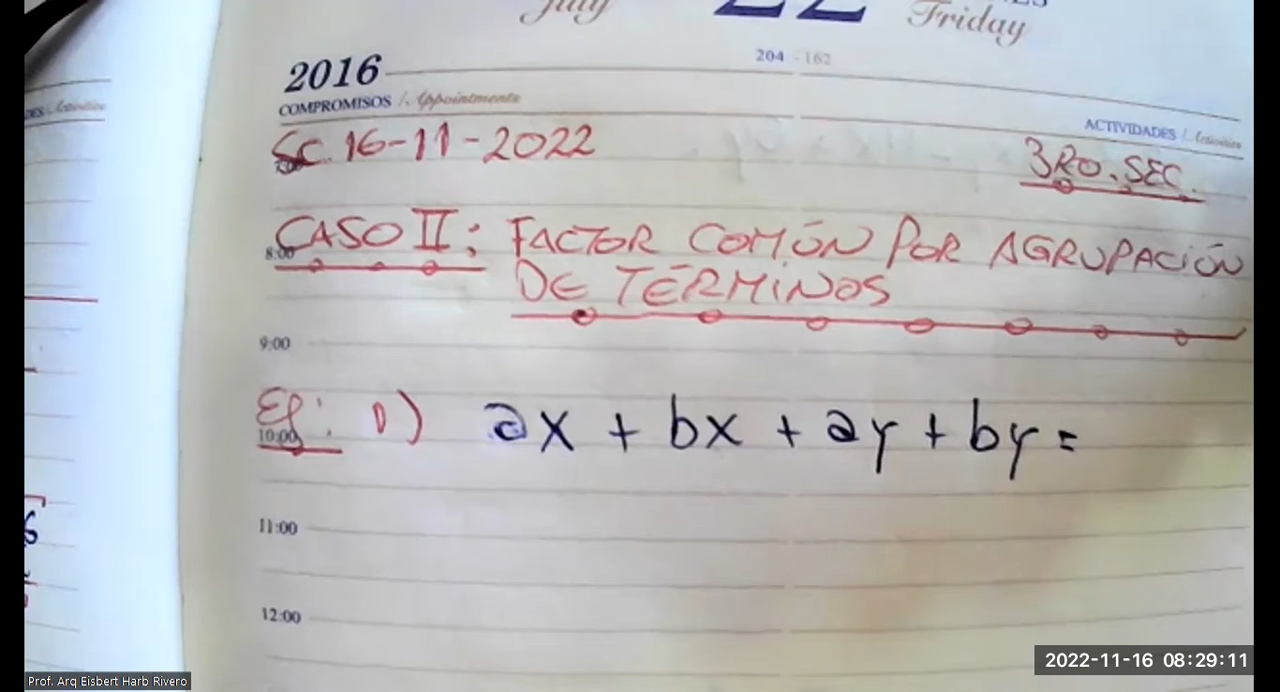 July 22 Friday
204 - 162
2016
COMPROMISOS / Appointments
ACTIVIDADES / Activities
SC. 16-11-2022
3RO. SEC.
CASO II: FACTOR COMÚN POR AGRUPACIÓN
8:00
DE TÉRMINOS
9:00
Ej: 1) ax + bx + ay + by =
10:00
11:00
12:00
2022-11-16 08:29:11
Prof. Arq Eisbert Harb Rivero